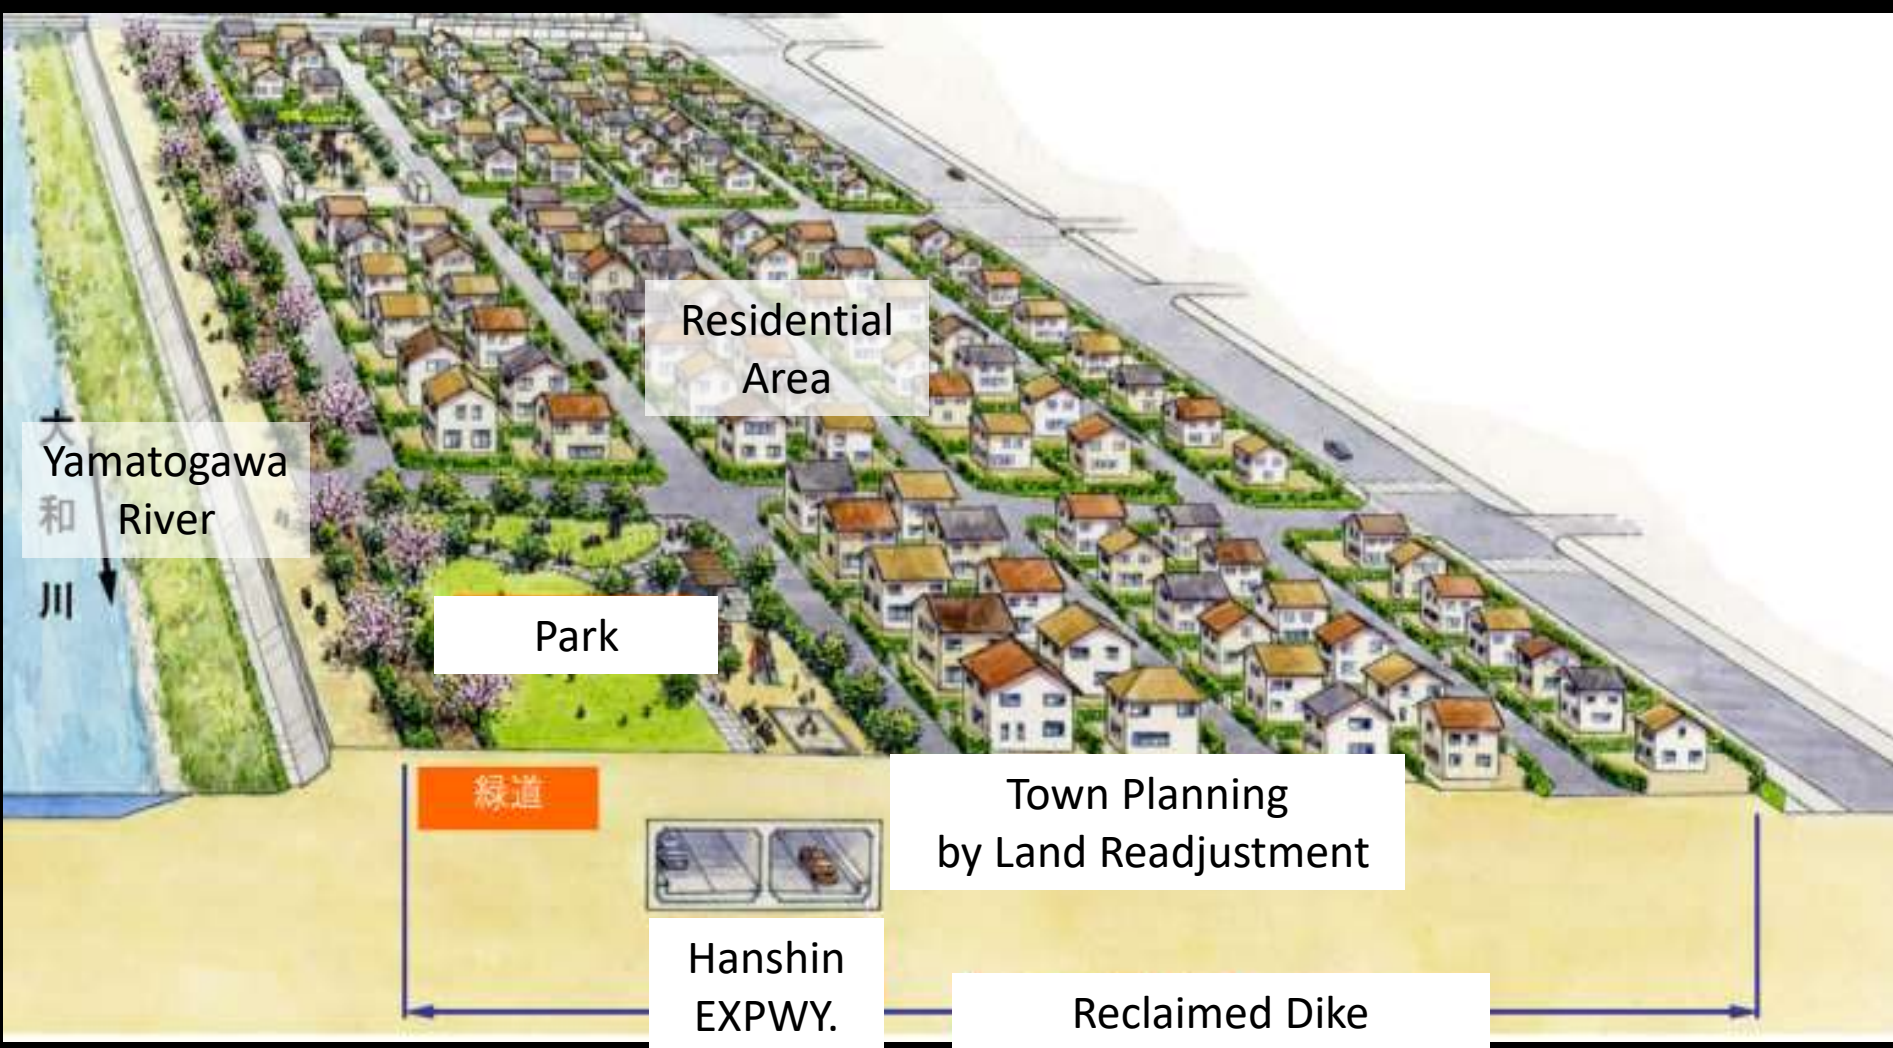 Residential
Area
大和川
Yamatogawa
River
Park
緑道
Town Planning
by Land Readjustment
Hanshin
EXPWY.
Reclaimed Dike